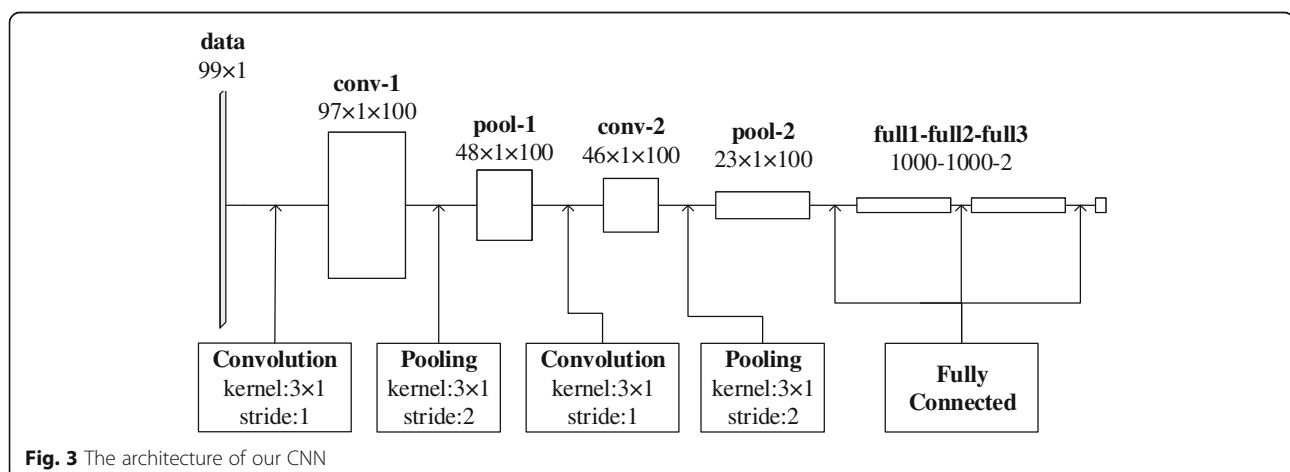 data
99×1
conv-1
97×1×100
pool-1
48×1×100
conv-2
46×1×100
pool-2
23×1×100
full1-full2-full3
1000-1000-2
Convolution
kernel:3×1
stride:1
Pooling
kernel:3×1
stride:2
Convolution
kernel:3×1
stride:1
Pooling
kernel:3×1
stride:2
Fully
Connected
Fig. 3 The architecture of our CNN